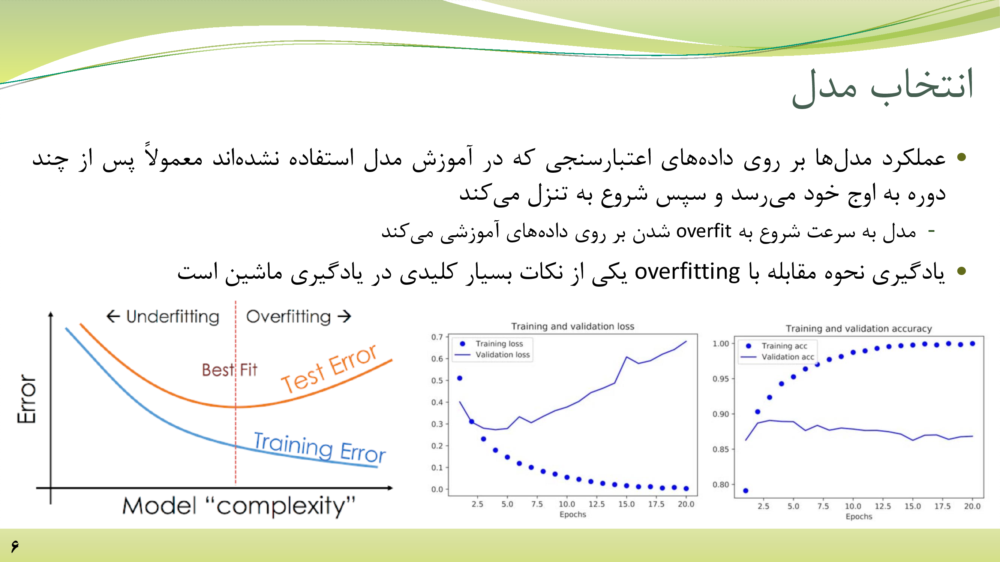 انتخاب مدل
• عملکرد مدل‌ها بر روی داده‌های اعتبارسنجی که در آموزش مدل استفاده نشده‌اند معمولاً پس از چند
دوره به اوج خود می‌رسد و سپس شروع به تنزل می‌کند
- مدل به سرعت شروع به overfit شدن بر روی داده‌های آموزشی می‌کند
• یادگیری نحوه مقابله با overfitting یکی از نکات بسیار کلیدی در یادگیری ماشین است
← Underfitting
Overfitting →
Best Fit
Test Error
Training Error
Error
Model “complexity”
Training and validation loss
Training loss
Validation loss
0.7
0.6
0.5
0.4
0.3
0.2
0.1
0.0
2.5 5.0 7.5 10.0 12.5 15.0 17.5 20.0
Epochs
Training and validation accuracy
Training acc
Validation acc
1.00
0.95
0.90
0.85
0.80
2.5 5.0 7.5 10.0 12.5 15.0 17.5 20.0
Epochs
۶